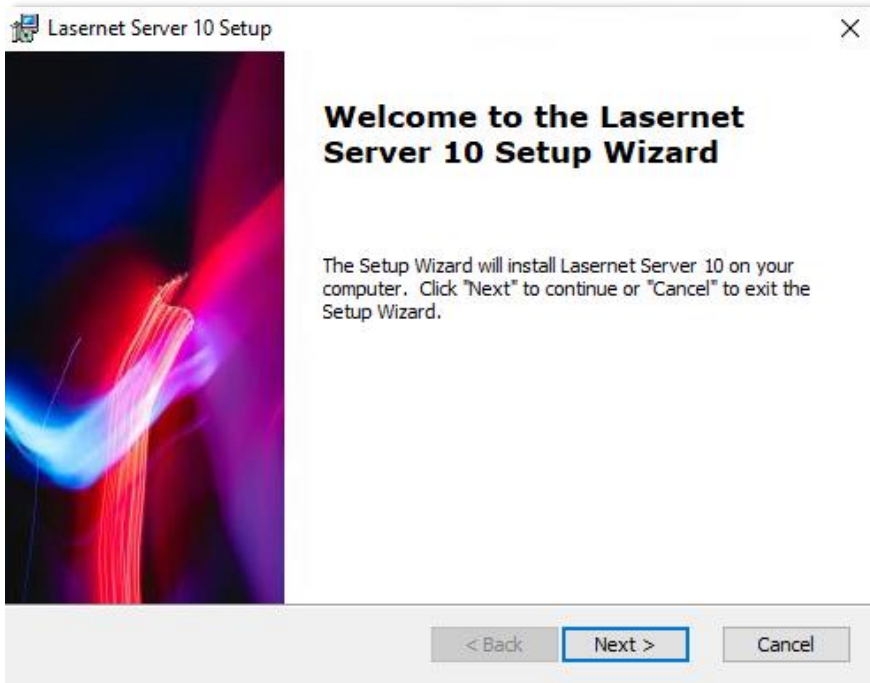 Lasernet Server 10 Setup
Welcome to the Lasernet
Server 10 Setup Wizard
The Setup Wizard will install Lasernet Server 10 on your
computer. Click "Next" to continue or "Cancel" to exit the
Setup Wizard.
< Back Next > Cancel